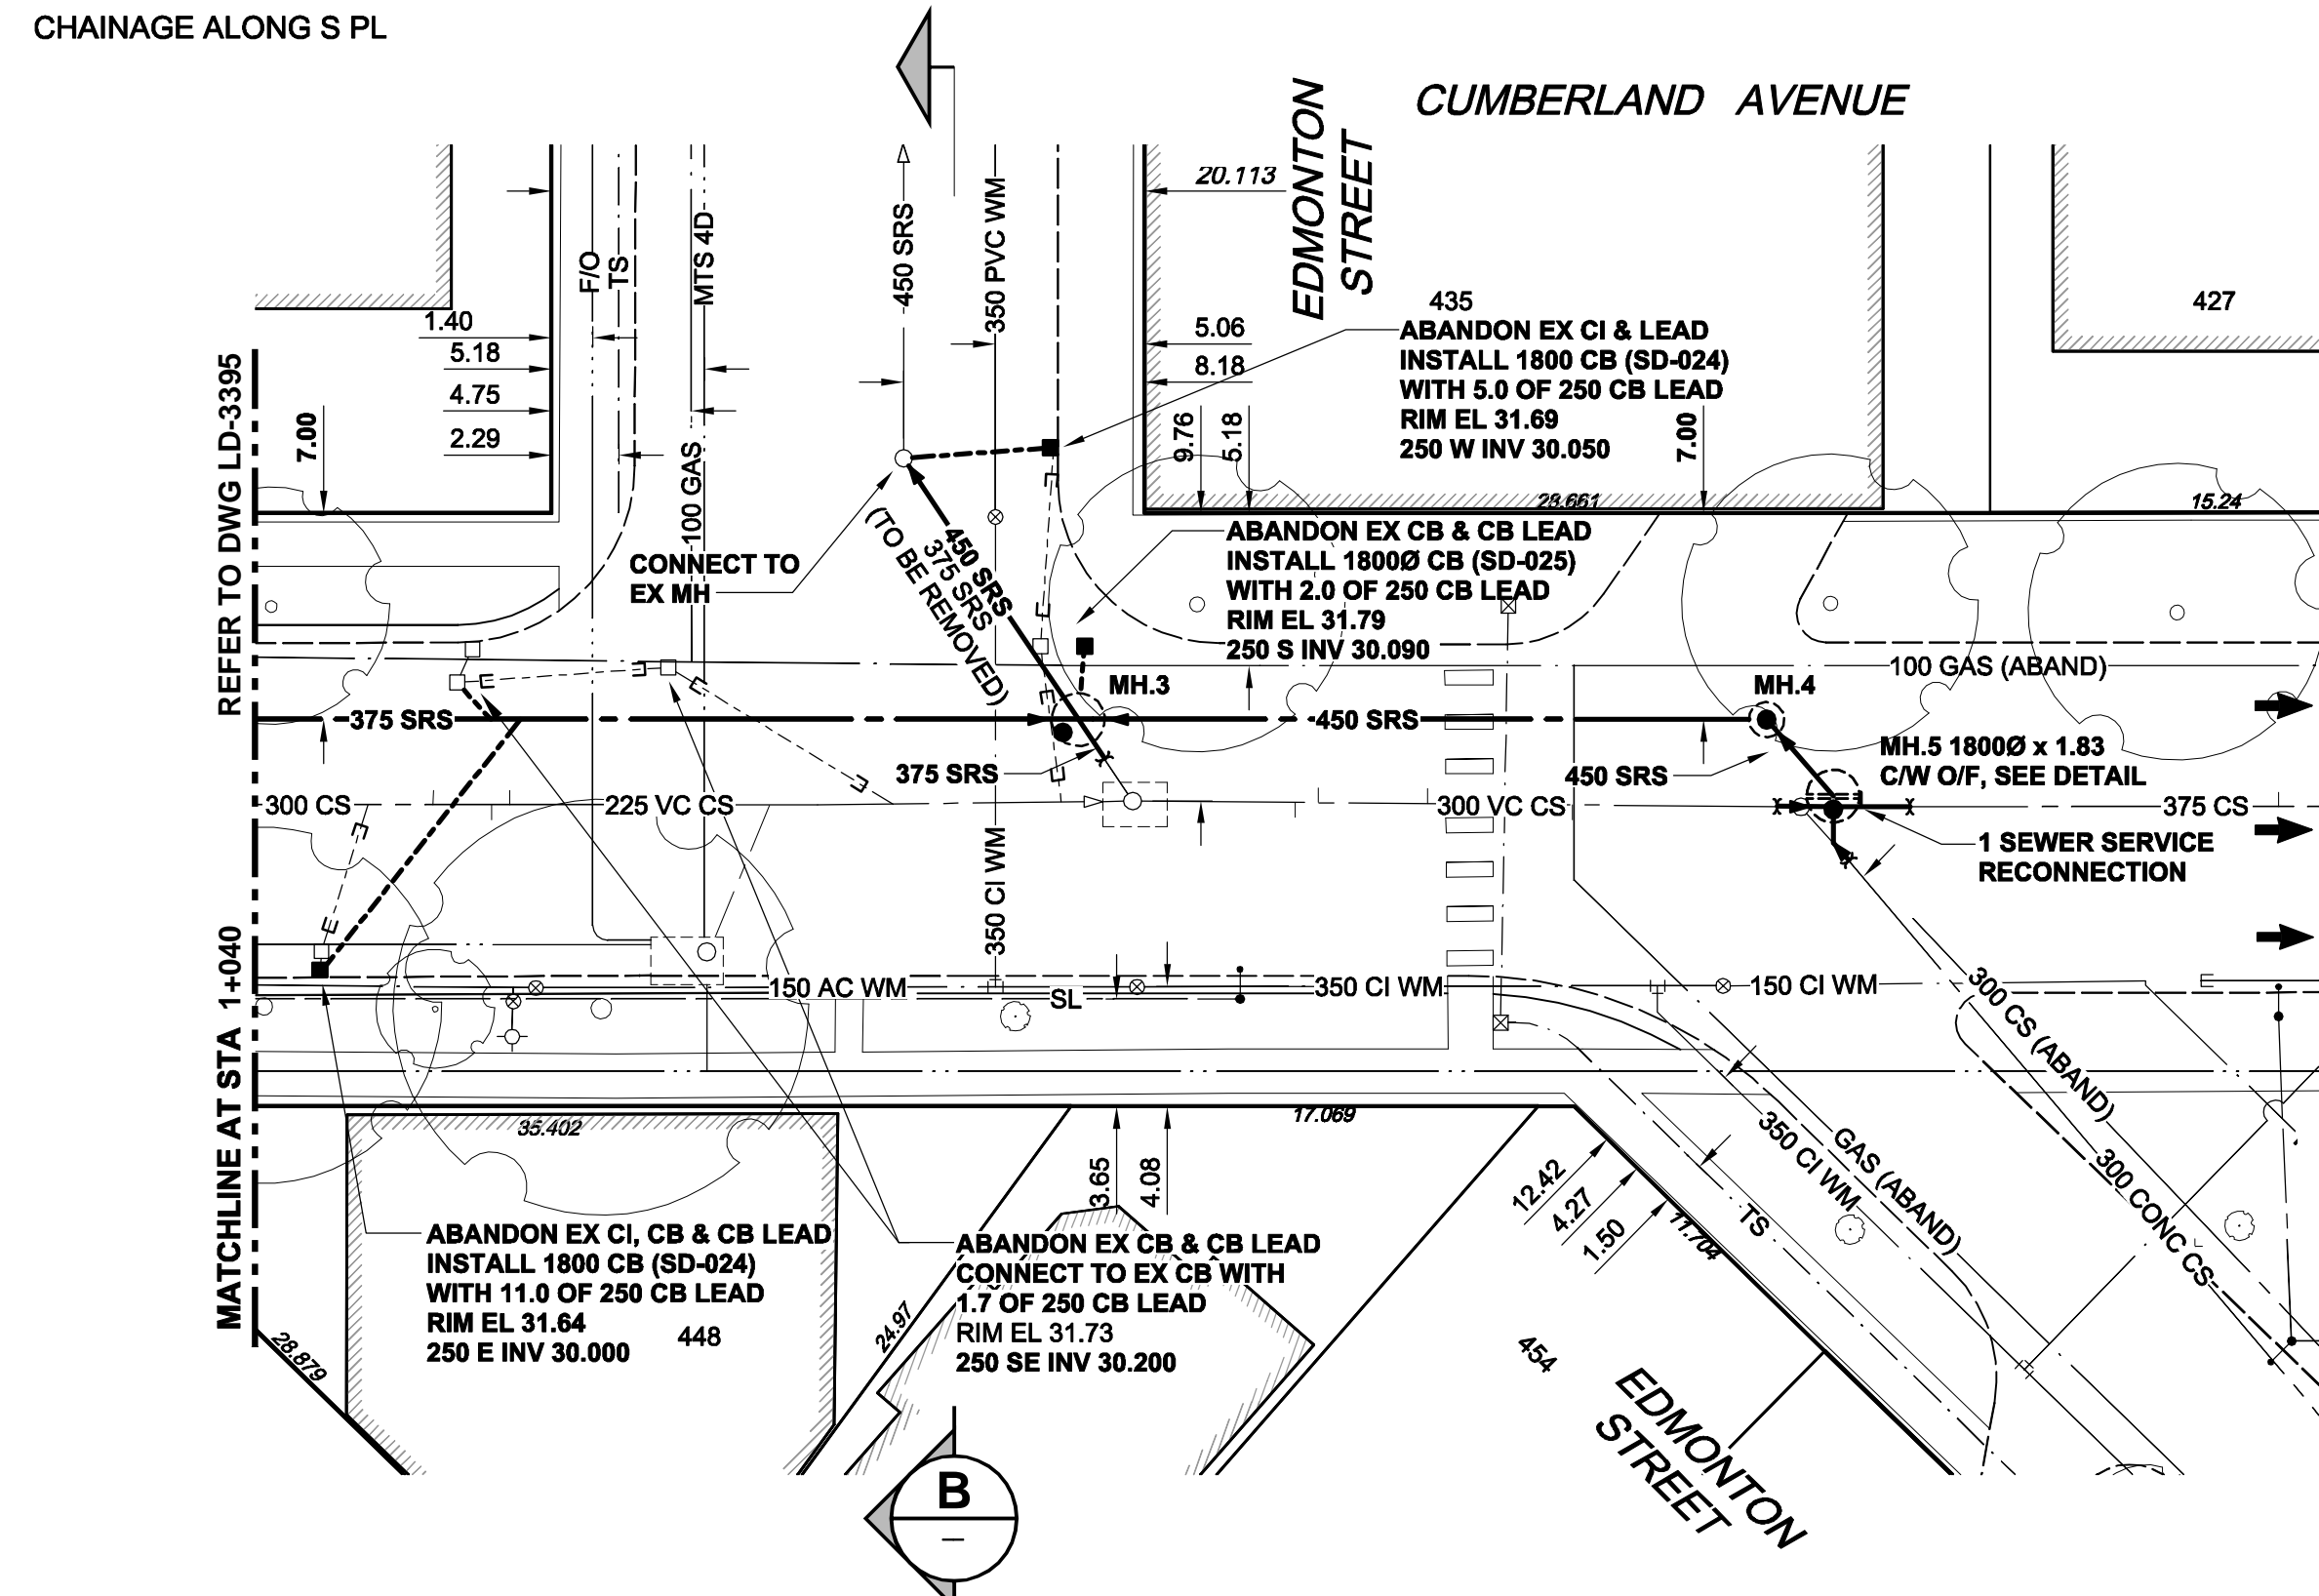 CHAINAGE ALONG S PL
CUMBERLAND AVENUE
EDMONTON
STREET
20.113
F/O
TS
MTS 4D
450 SRS
350 PVC WM
435
427
1.40
5.18
4.75
2.29
5.06
8.18
9.76
5.18
7.00
7.00
ABANDON EX CI & LEAD
INSTALL 1800 CB (SD-024)
WITH 5.0 OF 250 CB LEAD
RIM EL 31.69
250 W INV 30.050
REFER TO DWG LD-3395
100 GAS
28.661
15.24
CONNECT TO
EX MH
450 SRS
375 SRS
(TO BE REMOVED)
ABANDON EX CB & CB LEAD
INSTALL 1800Ø CB (SD-025)
WITH 2.0 OF 250 CB LEAD
RIM EL 31.79
250 S INV 30.090
100 GAS (ABAND)
MH.3
MH.4
375 SRS
450 SRS
375 SRS
450 SRS
MH.5 1800Ø x 1.83
C/W O/F, SEE DETAIL
300 CS
225 VC CS
300 VC CS
375 CS
1 SEWER SERVICE
RECONNECTION
350 CI WM
150 AC WM
SL
350 CI WM
150 CI WM
300 CS (ABAND)
MATCHLINE AT STA 1+040
35.402
17.069
3.65
4.08
12.42
4.27
1.50
11.704
TS
350 CI WM
GAS (ABAND)
300 CONC CS
ABANDON EX CI, CB & CB LEAD
INSTALL 1800 CB (SD-024)
WITH 11.0 OF 250 CB LEAD
RIM EL 31.64
250 E INV 30.000
448
28.879
24.97
ABANDON EX CB & CB LEAD
CONNECT TO EX CB WITH
1.7 OF 250 CB LEAD
RIM EL 31.73
250 SE INV 30.200
454
EDMONTON
STREET
B
–